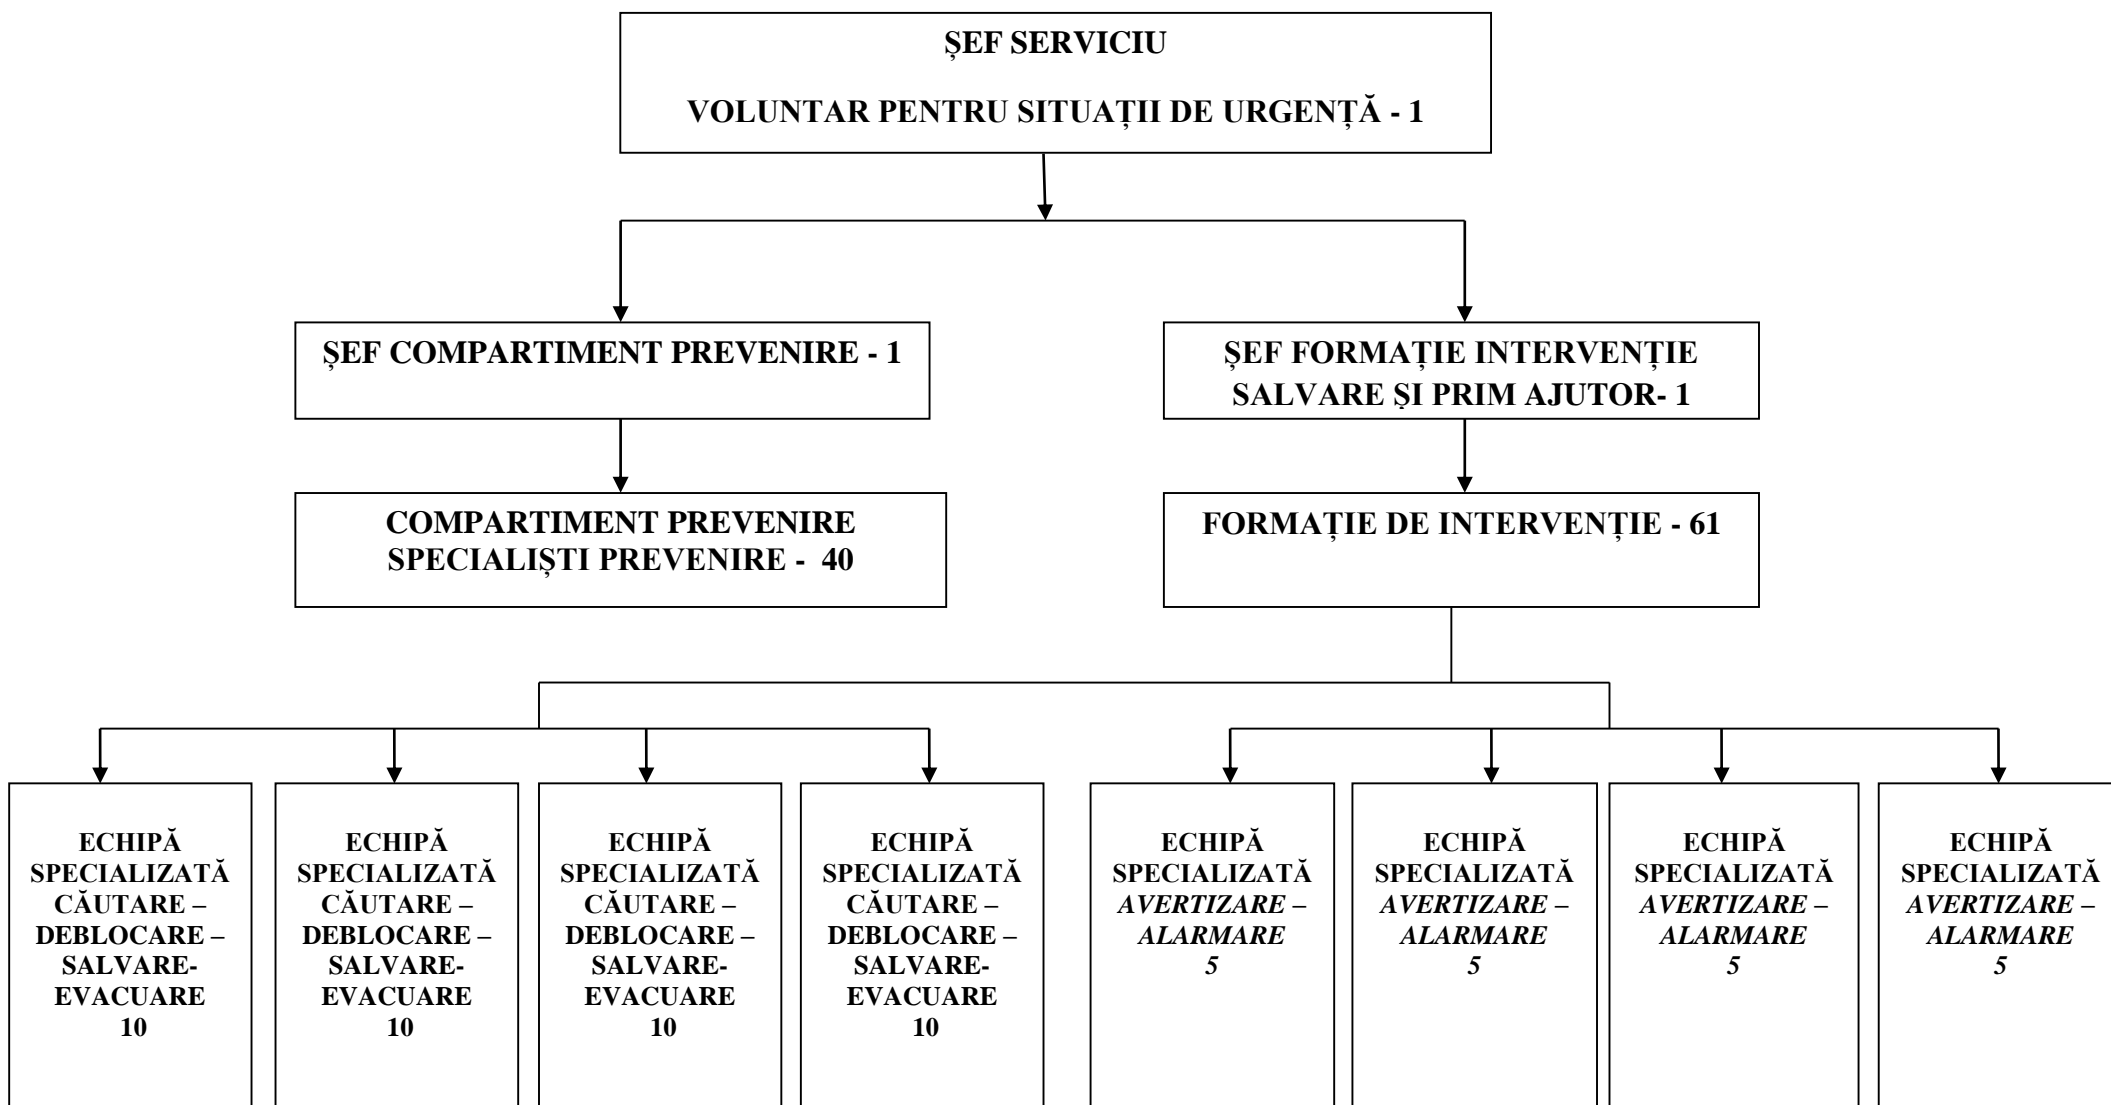 ȘEF SERVICIU
VOLUNTAR PENTRU SITUAȚII DE URGENȚĂ - 1
ȘEF COMPARTIMENT PREVENIRE - 1
ȘEF FORMAȚIE INTERVENȚIE
SALVARE ȘI PRIM AJUTOR- 1
COMPARTIMENT PREVENIRE
SPECIALIȘTI PREVENIRE - 40
FORMAȚIE DE INTERVENȚIE - 61
ECHIPĂ
SPECIALIZATĂ
CĂUTARE –
DEBLOCARE –
SALVARE-
EVACUARE
10
ECHIPĂ
SPECIALIZATĂ
CĂUTARE –
DEBLOCARE –
SALVARE-
EVACUARE
10
ECHIPĂ
SPECIALIZATĂ
CĂUTARE –
DEBLOCARE –
SALVARE-
EVACUARE
10
ECHIPĂ
SPECIALIZATĂ
CĂUTARE –
DEBLOCARE –
SALVARE-
EVACUARE
10
ECHIPĂ
SPECIALIZATĂ
AVERTIZARE –
ALARMARE
5
ECHIPĂ
SPECIALIZATĂ
AVERTIZARE –
ALARMARE
5
ECHIPĂ
SPECIALIZATĂ
AVERTIZARE –
ALARMARE
5
ECHIPĂ
SPECIALIZATĂ
AVERTIZARE –
ALARMARE
5